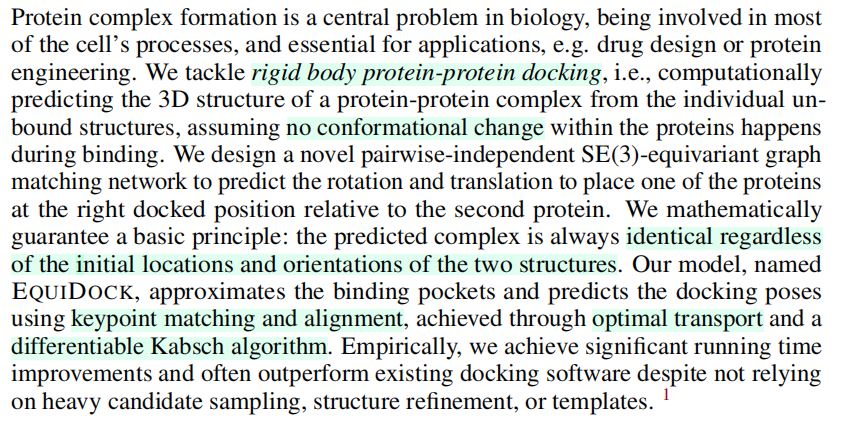 Protein complex formation is a central problem in biology, being involved in most
of the cell's processes, and essential for applications, e.g. drug design or protein
engineering. We tackle rigid body protein-protein docking, i.e., computationally
predicting the 3D structure of a protein-protein complex from the individual un-
bound structures, assuming no conformational change within the proteins happens
during binding. We design a novel pairwise-independent SE(3)-equivariant graph
matching network to predict the rotation and translation to place one of the proteins
at the right docked position relative to the second protein. We mathematically
guarantee a basic principle: the predicted complex is always identical regardless
of the initial locations and orientations of the two structures. Our model, named
EQUIDOCK, approximates the binding pockets and predicts the docking poses
using keypoint matching and alignment, achieved through optimal transport and a
differentiable Kabsch algorithm. Empirically, we achieve significant running time
improvements and often outperform existing docking software despite not relying
on heavy candidate sampling, structure refinement, or templates. 1